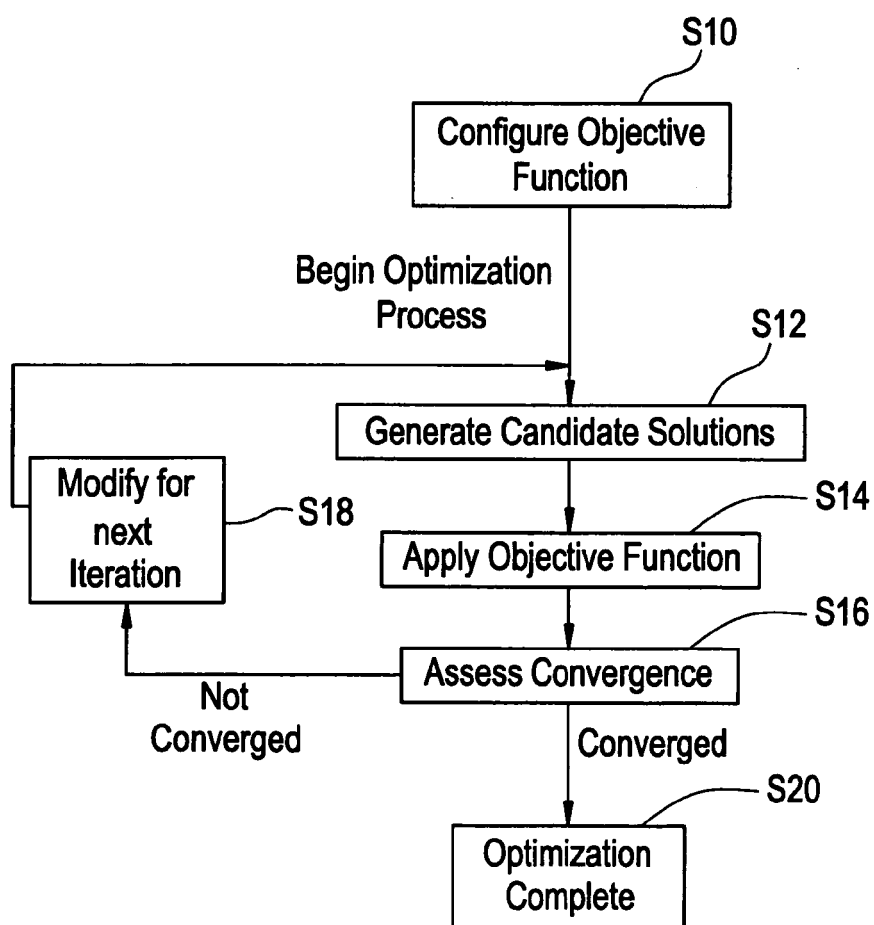 S10
Configure Objective
Function
Begin Optimization
Process
S12
Generate Candidate Solutions
Modify for
next
Iteration
S18
S14
Apply Objective Function
S16
Assess Convergence
Not
Converged
Converged
S20
Optimization
Complete